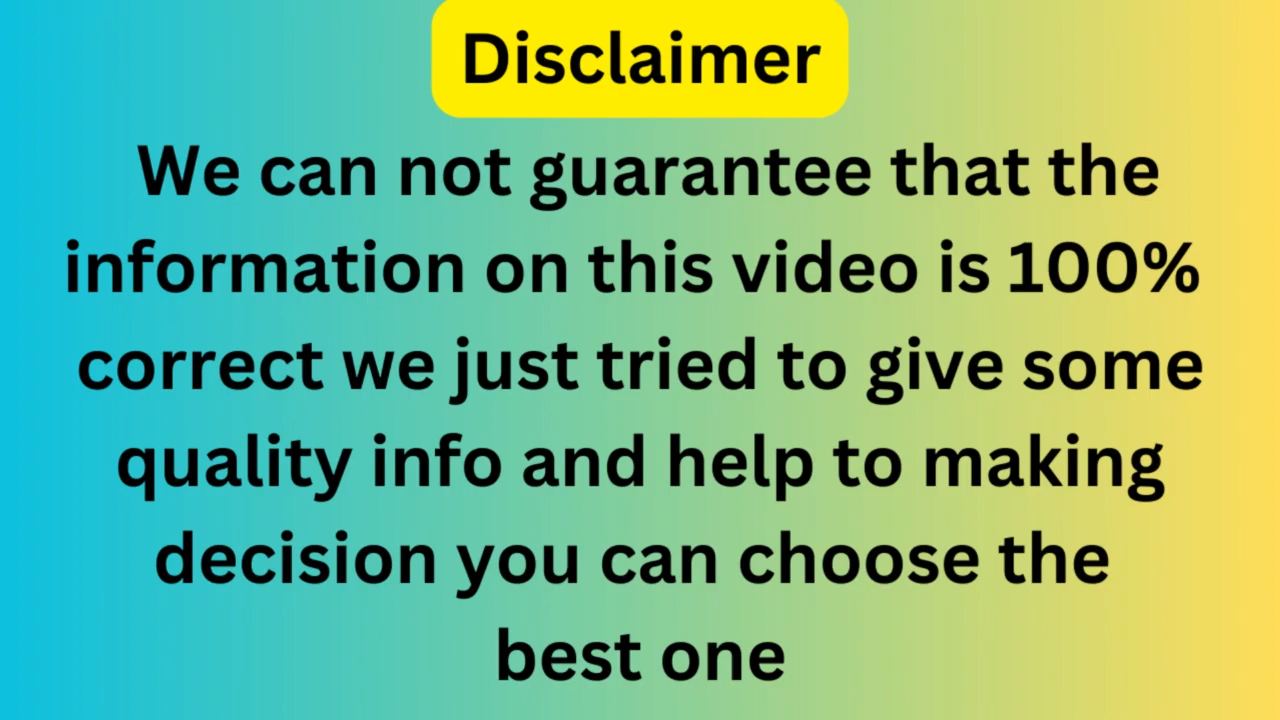 Disclaimer
We can not guarantee that the
information on this video is 100%
correct we just tried to give some
quality info and help to making
decision you can choose the
best one